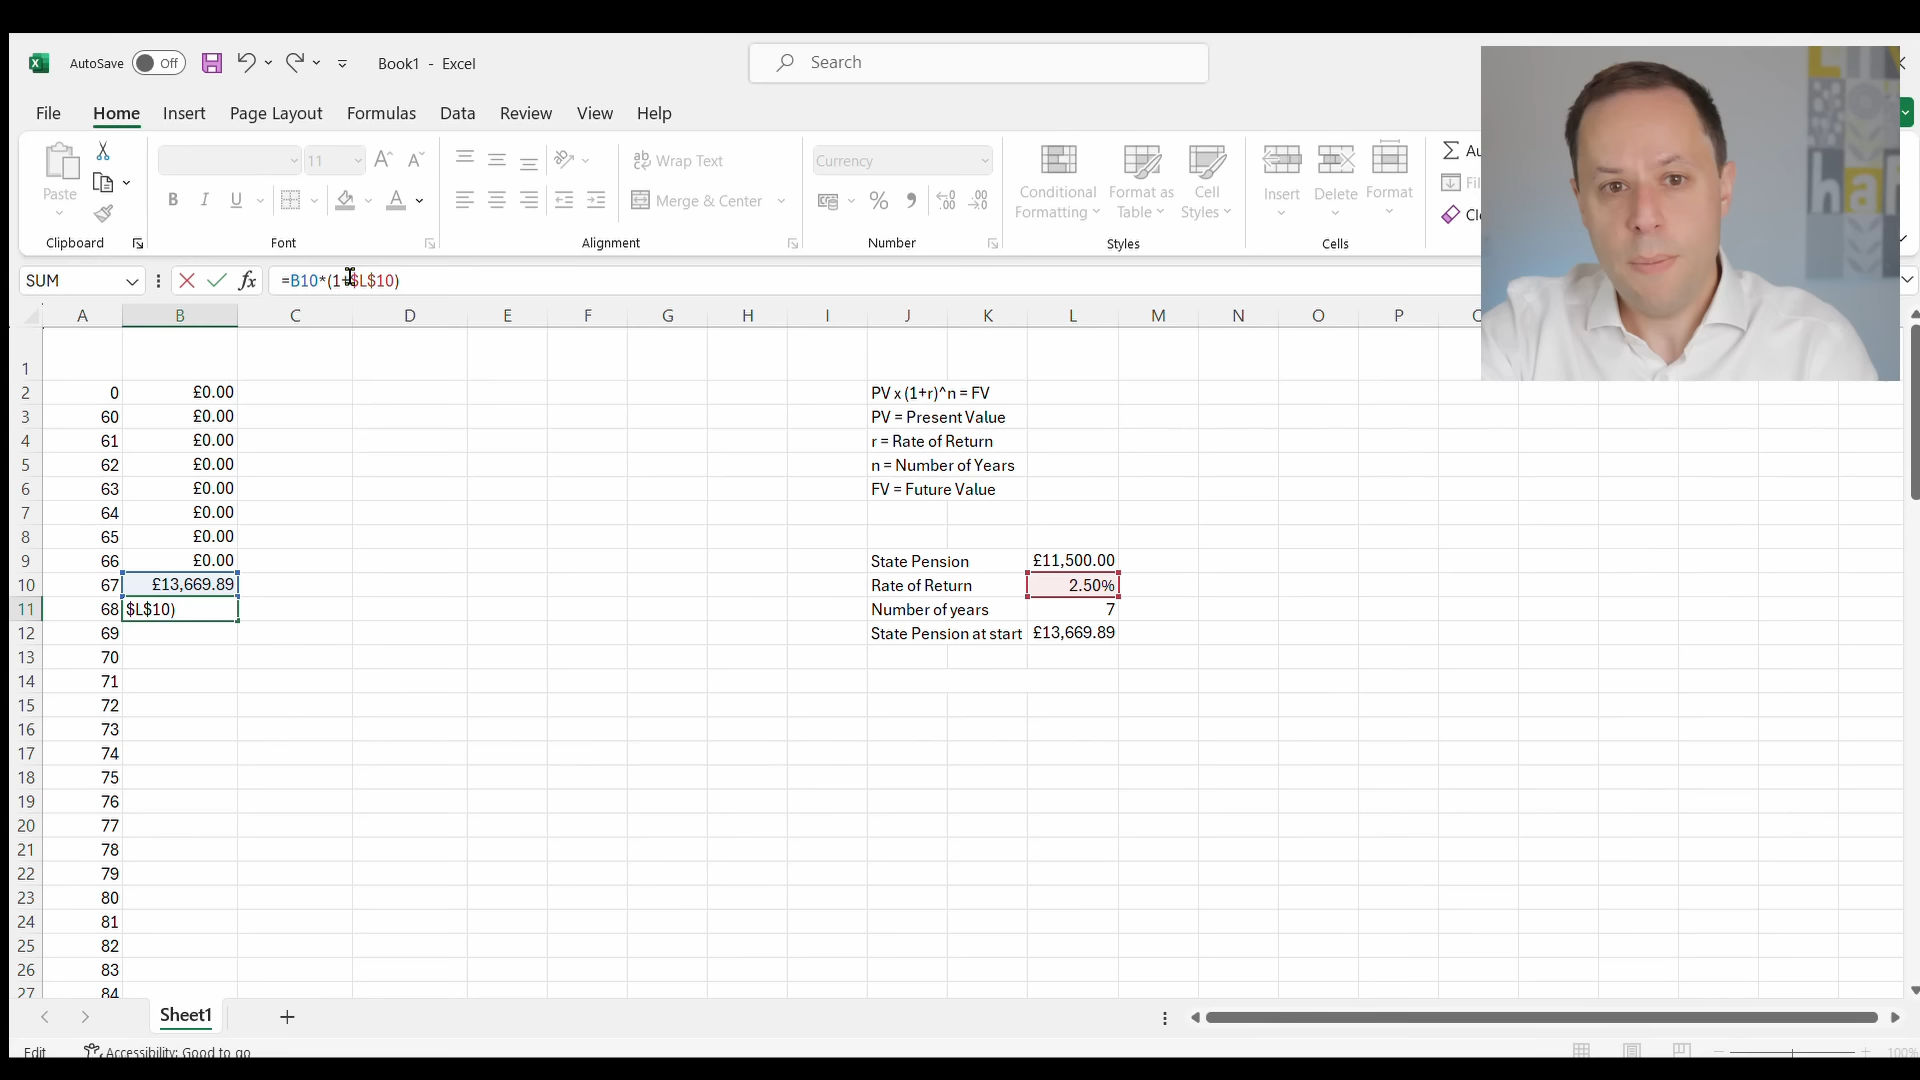 AutoSave Off Book1 - Excel Search
File Home Insert Page Layout Formulas Data Review View Help
Paste
11
Wrap Text
Merge & Center
Currency
Conditional Formatting
Format as Table
Cell Styles
Insert
Delete
Format
Clipboard Font Alignment Number Styles Cells
SUM fx =B10*(1+$L$10)
A B C D E F G H I J K L M N O P
1
2 0 £0.00 PV x (1+r)^n = FV
3 60 £0.00 PV = Present Value
4 61 £0.00 r = Rate of Return
5 62 £0.00 n = Number of Years
6 63 £0.00 FV = Future Value
7 64 £0.00
8 65 £0.00
9 66 £0.00 State Pension £11,500.00
10 67 £13,669.89 Rate of Return 2.50%
11 68 $L$10) Number of years 7
12 69 State Pension at start £13,669.89
13 70
14 71
15 72
16 73
17 74
18 75
19 76
20 77
21 78
22 79
23 80
24 81
25 82
26 83
27 84
Sheet1
Edit Accessibility: Good to go 100%